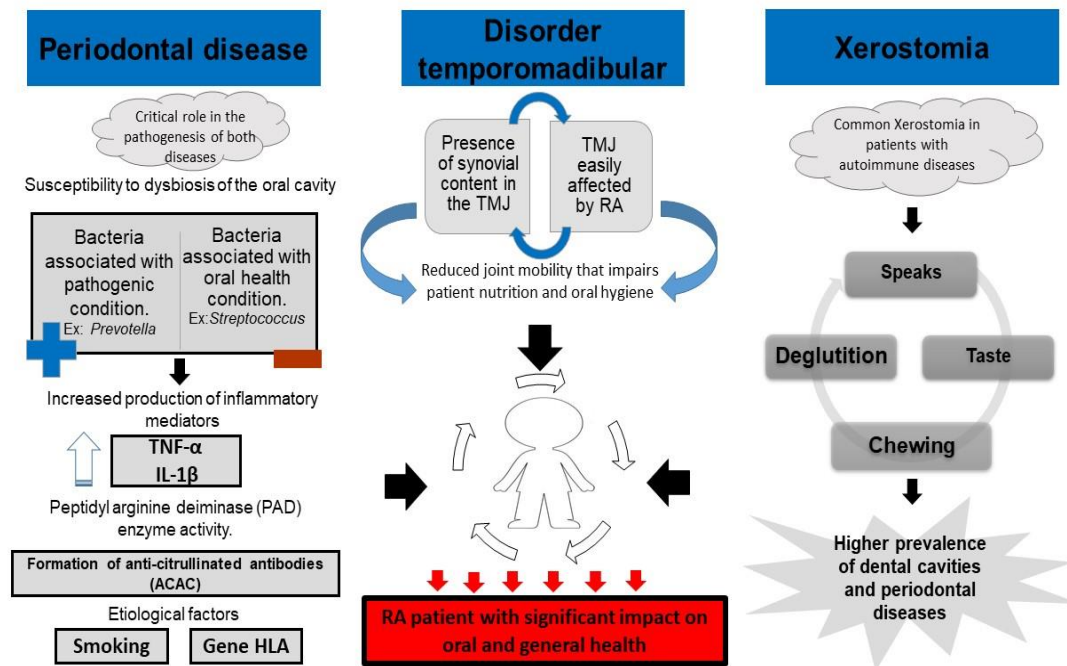 Periodontal disease
Critical role in the
pathogenesis of both
diseases
Susceptibility to dysbiosis of the oral cavity
Bacteria
associated with
pathogenic
condition.
Ex: Prevotella
Bacteria
associated with
oral health
condition.
Ex:Streptococcus
Increased production of inflammatory
mediators
TNF-α
IL-1β
Peptidyl arginine deiminase (PAD)
enzyme activity.
Formation of anti-citrullinated antibodies
(ACAC)
Etiological factors
Smoking
Gene HLA
Disorder
temporomadibular
Presence
of synovial
content in
the TMJ
TMJ
easily
affected
by RA
Reduced joint mobility that impairs
patient nutrition and oral hygiene
RA patient with significant impact on
oral and general health
Xerostomia
Common Xerostomia in
patients with
autoimmune diseases
Speaks
Deglutition
Taste
Chewing
Higher prevalence
of dental cavities
and periodontal
diseases